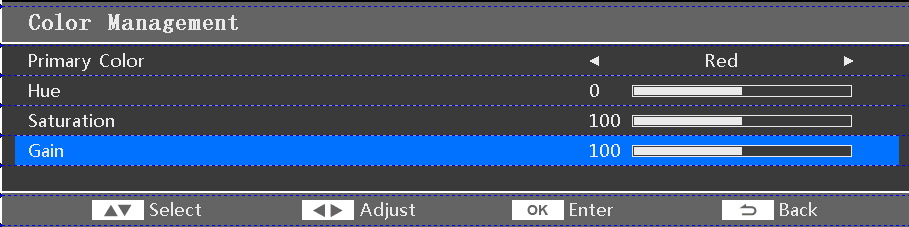 Color Management
Primary Color Red
Hue 0
Saturation 100
Gain 100
Select Adjust OK Enter Back